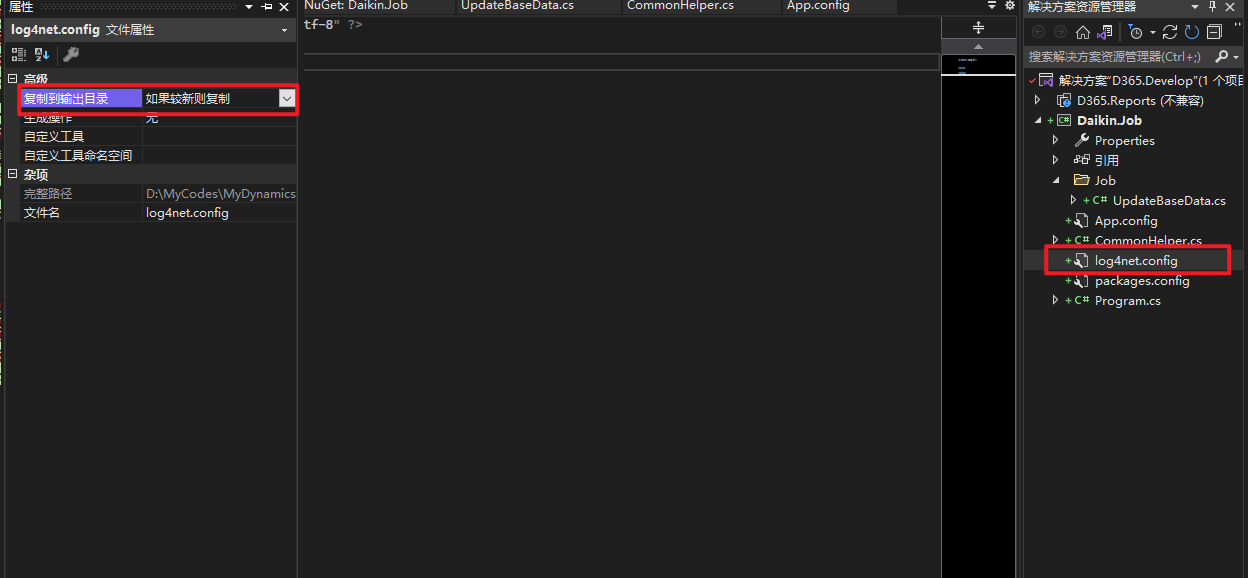 属性
log4net.config 文件属性
高级
复制到输出目录 如果较新则复制
生成操作 无
自定义工具
自定义工具命名空间
杂项
完整路径 D:\MyCodes\MyDynamics
文件名 log4net.config
NuGet: Daikin.Job UpdateBaseData.cs CommonHelper.cs App.config
tf-8" ?>
解决方案资源管理器
搜索解决方案资源管理器(Ctrl+;)
解决方案"D365.Develop"(1 个项目
D365.Reports (不兼容)
Daikin.Job
Properties
引用
Job
C# UpdateBaseData.cs
App.config
C# CommonHelper.cs
log4net.config
packages.config
C# Program.cs